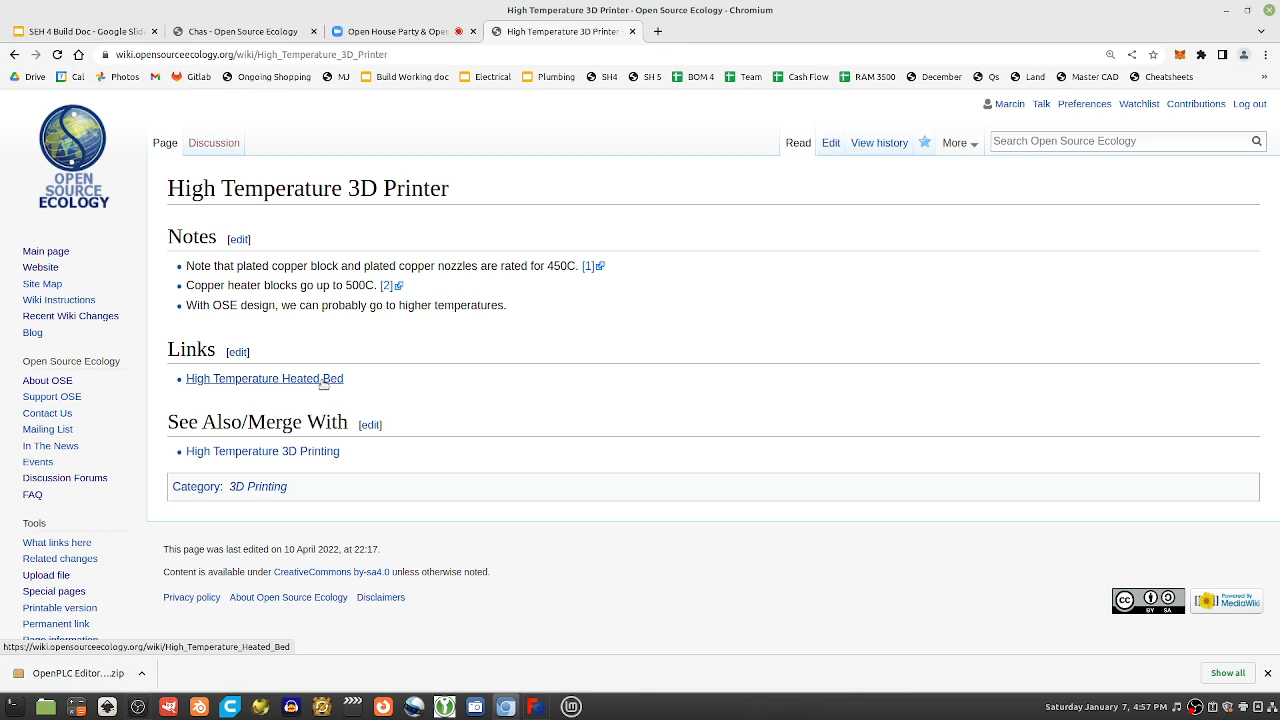 High Temperature 3D Printer - Open Source Ecology - Chromium
SEH 4 Build Doc - Google Slid
Chas - Open Source Ecology
Open House Party & Ope
High Temperature 3D Printer
wiki.opensourceecology.org/wiki/High_Temperature_3D_Printer
Drive Cal Photos Gitlab Ongoing Shopping MJ Build Working doc Electrical Plumbing SH4 SH 5 BOM 4 Team Cash Flow RAM 3500 December Qs Land Master CAD Cheatsheets »
Marcin Talk Preferences Watchlist Contributions Log out
Page Discussion Read Edit View history More Search Open Source Ecology
OPEN
SOURCE
ECOLOGY
Main page
Website
Site Map
Wiki Instructions
Recent Wiki Changes
Blog
Open Source Ecology
About OSE
Support OSE
Contact Us
Mailing List
In The News
Events
Discussion Forums
FAQ
Tools
What links here
Related changes
Upload file
Special pages
Printable version
Permanent link
Page information
High Temperature 3D Printer
Notes [edit]
Note that plated copper block and plated copper nozzles are rated for 450C. [1]
Copper heater blocks go up to 500C. [2]
With OSE design, we can probably go to higher temperatures.
Links [edit]
High Temperature Heated Bed
See Also/Merge With [edit]
High Temperature 3D Printing
Category: 3D Printing
This page was last edited on 10 April 2022, at 22:17.
Content is available under CreativeCommons by-sa4.0 unless otherwise noted.
Privacy policy About Open Source Ecology Disclaimers
CC BY SA
Powered By MediaWiki
https://wiki.opensourceecology.org/wiki/High_Temperature_Heated_Bed
OpenPLC Editor....zip
Show all
Saturday January 7, 4:57 PM